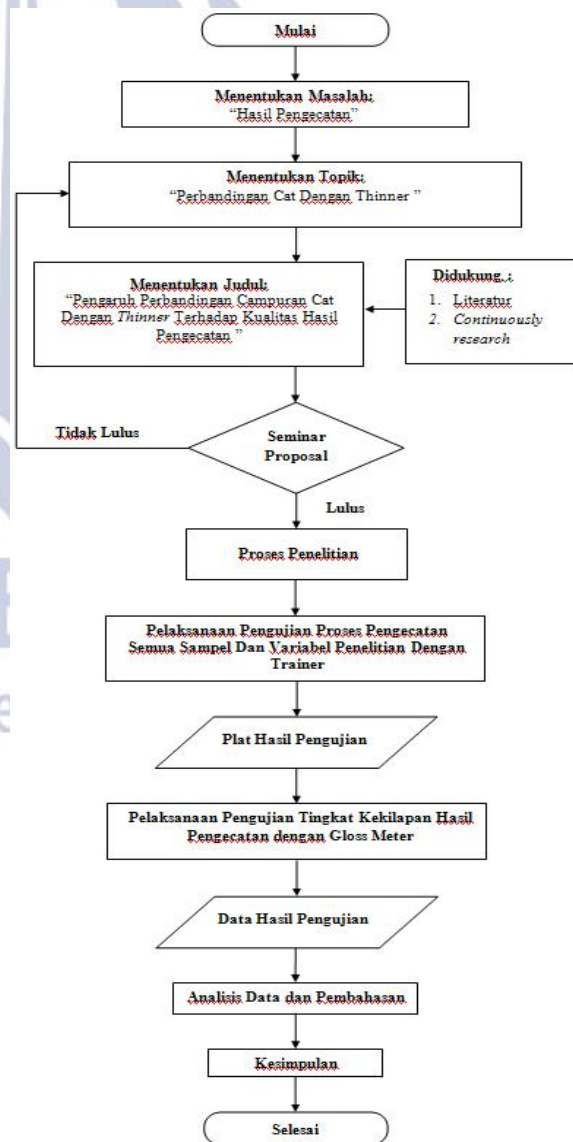 Mulai
Menentukan Masalah:
“Hasil Pengecatan”
Menentukan Topik:
“Perbandingan Cat Dengan Thinner ”
Menentukan Judul:
“Pengaruh Perbandingan Campuran Cat
Dengan Thinner Terhadap Kualitas Hasil
Pengecatan ”
Didukung :
1. Literatur
2. Continuously
research
Tidak Lulus
Seminar
Proposal
Lulus
Proses Penelitian
Pelaksanaan Pengujian Proses Pengecatan
Semua Sampel Dan Variabel Penelitian Dengan
Trainer
Plat Hasil Pengujian
Pelaksanaan Pengujian Tingkat Kekilapan Hasil
Pengecatan dengan Gloss Meter
Data Hasil Pengujian
Analisis Data dan Pembahasan
Kesimpulan
Selesai